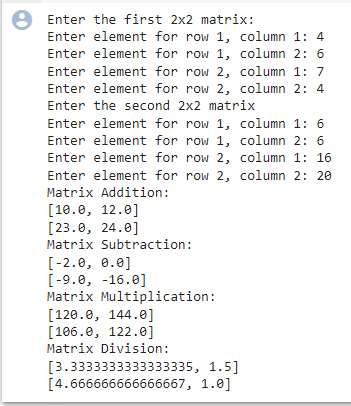 Enter the first 2x2 matrix:
Enter element for row 1, column 1: 4
Enter element for row 1, column 2: 6
Enter element for row 2, column 1: 7
Enter element for row 2, column 2: 4
Enter the second 2x2 matrix
Enter element for row 1, column 1: 6
Enter element for row 1, column 2: 6
Enter element for row 2, column 1: 16
Enter element for row 2, column 2: 20
Matrix Addition:
[10.0, 12.0]
[23.0, 24.0]
Matrix Subtraction:
[-2.0, 0.0]
[-9.0, -16.0]
Matrix Multiplication:
[120.0, 144.0]
[106.0, 122.0]
Matrix Division:
[3.3333333333333335, 1.5]
[4.666666666666667, 1.0]